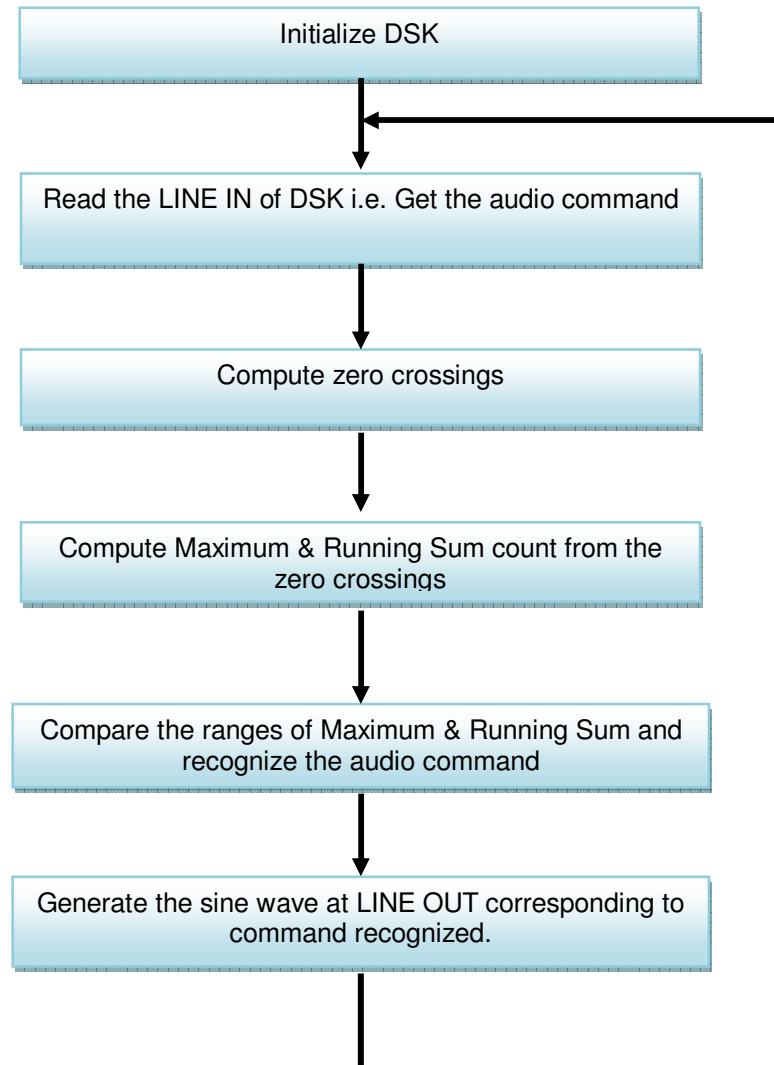 Initialize DSK
Read the LINE IN of DSK i.e. Get the audio command
Compute zero crossings
Compute Maximum & Running Sum count from the
zero crossings
Compare the ranges of Maximum & Running Sum and
recognize the audio command
Generate the sine wave at LINE OUT corresponding to
command recognized.